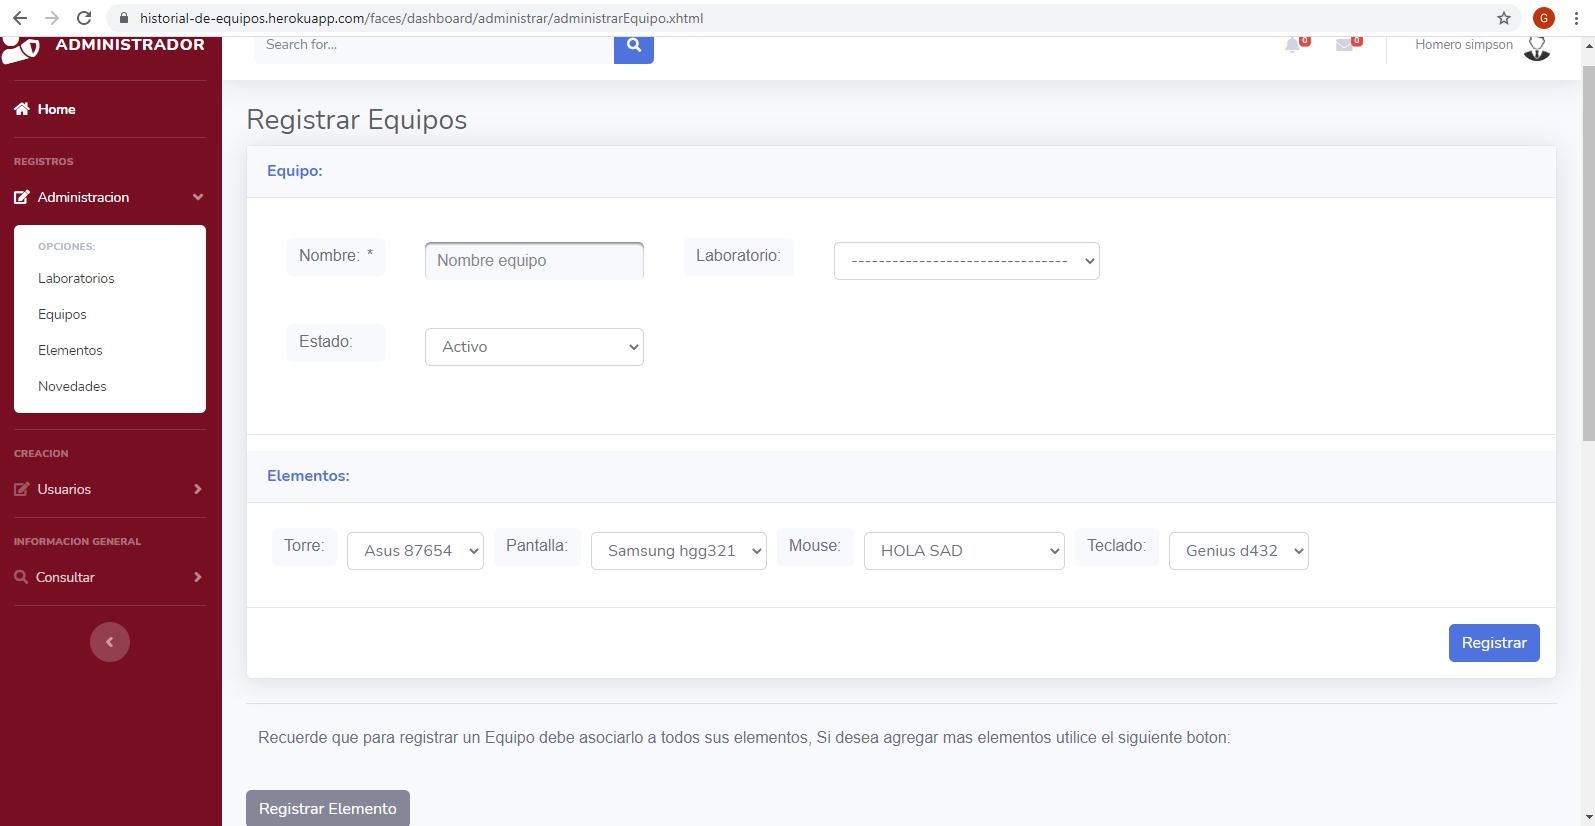 historial-de-equipos.herokuapp.com/faces/dashboard/administrar/administrarEquipo.xhtml
G
ADMINISTRADOR
Search for...
0
0
Homero simpson
Home
REGISTROS
Administracion
OPCIONES:
Laboratorios
Equipos
Elementos
Novedades
CREACION
Usuarios
INFORMACION GENERAL
Consultar
Registrar Equipos
Equipo:
Nombre: *
Nombre equipo
Laboratorio:
-------------------------------
Estado:
Activo
Elementos:
Torre:
Asus 87654
Pantalla:
Samsung hgg321
Mouse:
HOLA SAD
Teclado:
Genius d432
Registrar
Recuerde que para registrar un Equipo debe asociarlo a todos sus elementos, Si desea agregar mas elementos utilice el siguiente boton:
Registrar Elemento